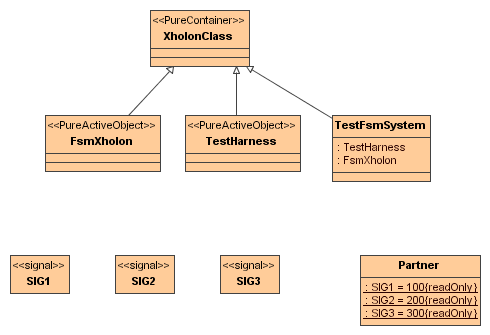 <<PureContainer>>
XholonClass
<<PureActiveObject>>
FsmXholon
<<PureActiveObject>>
TestHarness
TestFsmSystem
: TestHarness
: FsmXholon
<<signal>>
SIG1
<<signal>>
SIG2
<<signal>>
SIG3
Partner
: SIG1 = 100{readOnly}
: SIG2 = 200{readOnly}
: SIG3 = 300{readOnly}